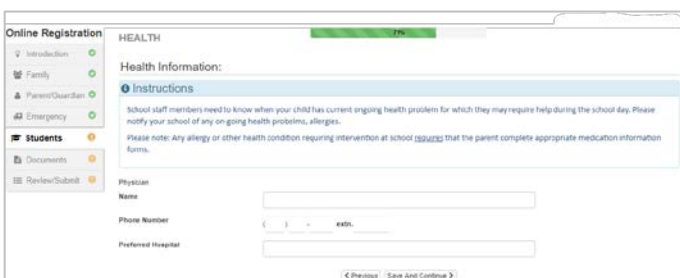 Online Registration
Introduction
Family
Parent/Guardian
Emergency
Students
Documents
Review/Submit
HEALTH
71%
Health Information:
Instructions
School staff members need to know when your child has current ongoing health problem for which they may require help during the school day. Please
notify your school of any on-going health probelms, allergies.
Please note: Any allergy or other health condition requiring intervention at school requires that the parent complete appropriate medication information
forms.
Physician
Name
Phone Number
( ) - extn.
Preferred Hospital
< Previous Save And Continue >